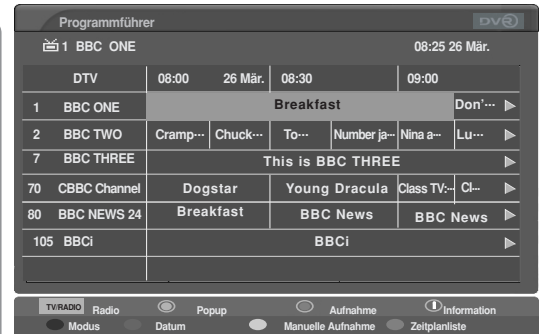 Programmführer DVR
1 BBC ONE 08:25 26 Mär.
DTV 08:00 26 Mär. 08:30 09:00
1 BBC ONE Breakfast Don'···
2 BBC TWO Cramp··· Chuck··· To··· Number ja··· Nina a··· Lu···
7 BBC THREE This is BBC THREE
70 CBBC Channel Dogstar Young Dracula Class TV:··· Cl···
80 BBC NEWS 24 Breakfast BBC News BBC News
105 BBCi BBCi
TV/RADIO Radio Popup Aufnahme Information
Modus Datum Manuelle Aufnahme Zeitplanliste